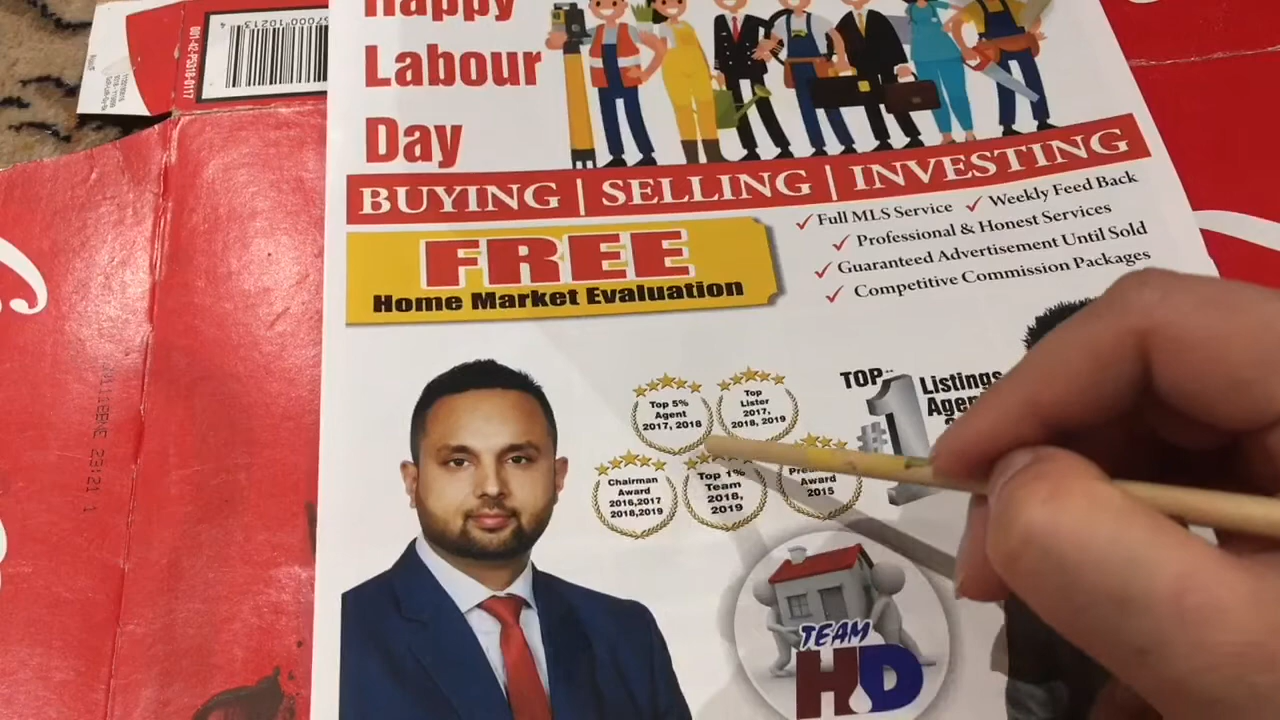 Happy
Labour
Day
BUYING | SELLING | INVESTING
FREE
Home Market Evaluation
✓ Full MLS Service ✓ Weekly Feed Back
✓ Professional & Honest Services
✓ Guaranteed Advertisement Until Sold
✓ Competitive Commission Packages
Top 5%
Agent
2017, 2018
Top
Lister
2017,
2018, 2019
Chairman
Award
2016,2017
2018,2019
Top 1%
Team
2018,
2019
Award
2015
TOP
#1
Listings
TEAM
HD